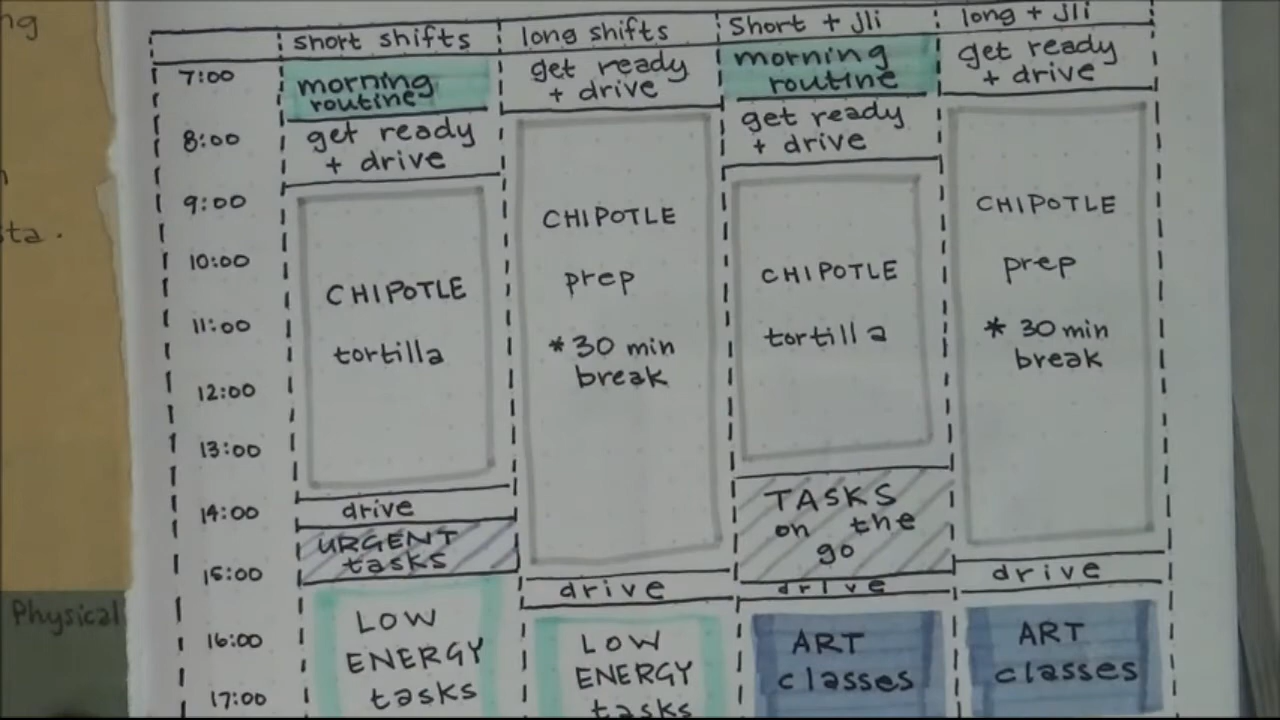 ng
sta.
Physical
short shifts
long shifts
Short + Jli
long + Jli
7:00
8:00
9:00
10:00
11:00
12:00
13:00
14:00
15:00
16:00
17:00
morning
routine
get ready
+ drive
CHIPOTLE
tortilla
drive
URGENT
tasks
LOW
ENERGY
tasks
get ready
+ drive
CHIPOTLE
prep
*30 min
break
drive
LOW
ENERGY
tasks
morning
routine
get ready
+ drive
CHIPOTLE
tortilla
TASKS
on the
go
drive
ART
classes
get ready
+ drive
CHIPOTLE
prep
* 30 min
break
drive
ART
classes